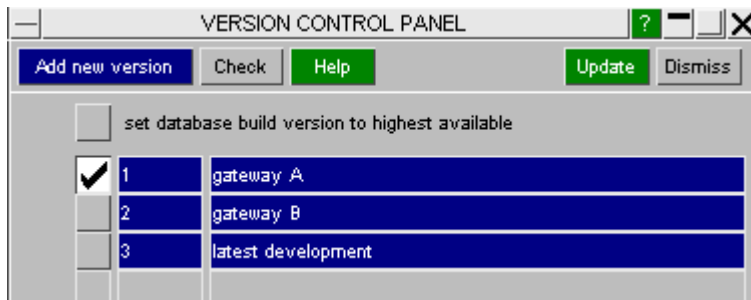 VERSION CONTROL PANEL ?
Add new version Check Help Update Dismiss
set database build version to highest available
1 gateway A
2 gateway B
3 latest development